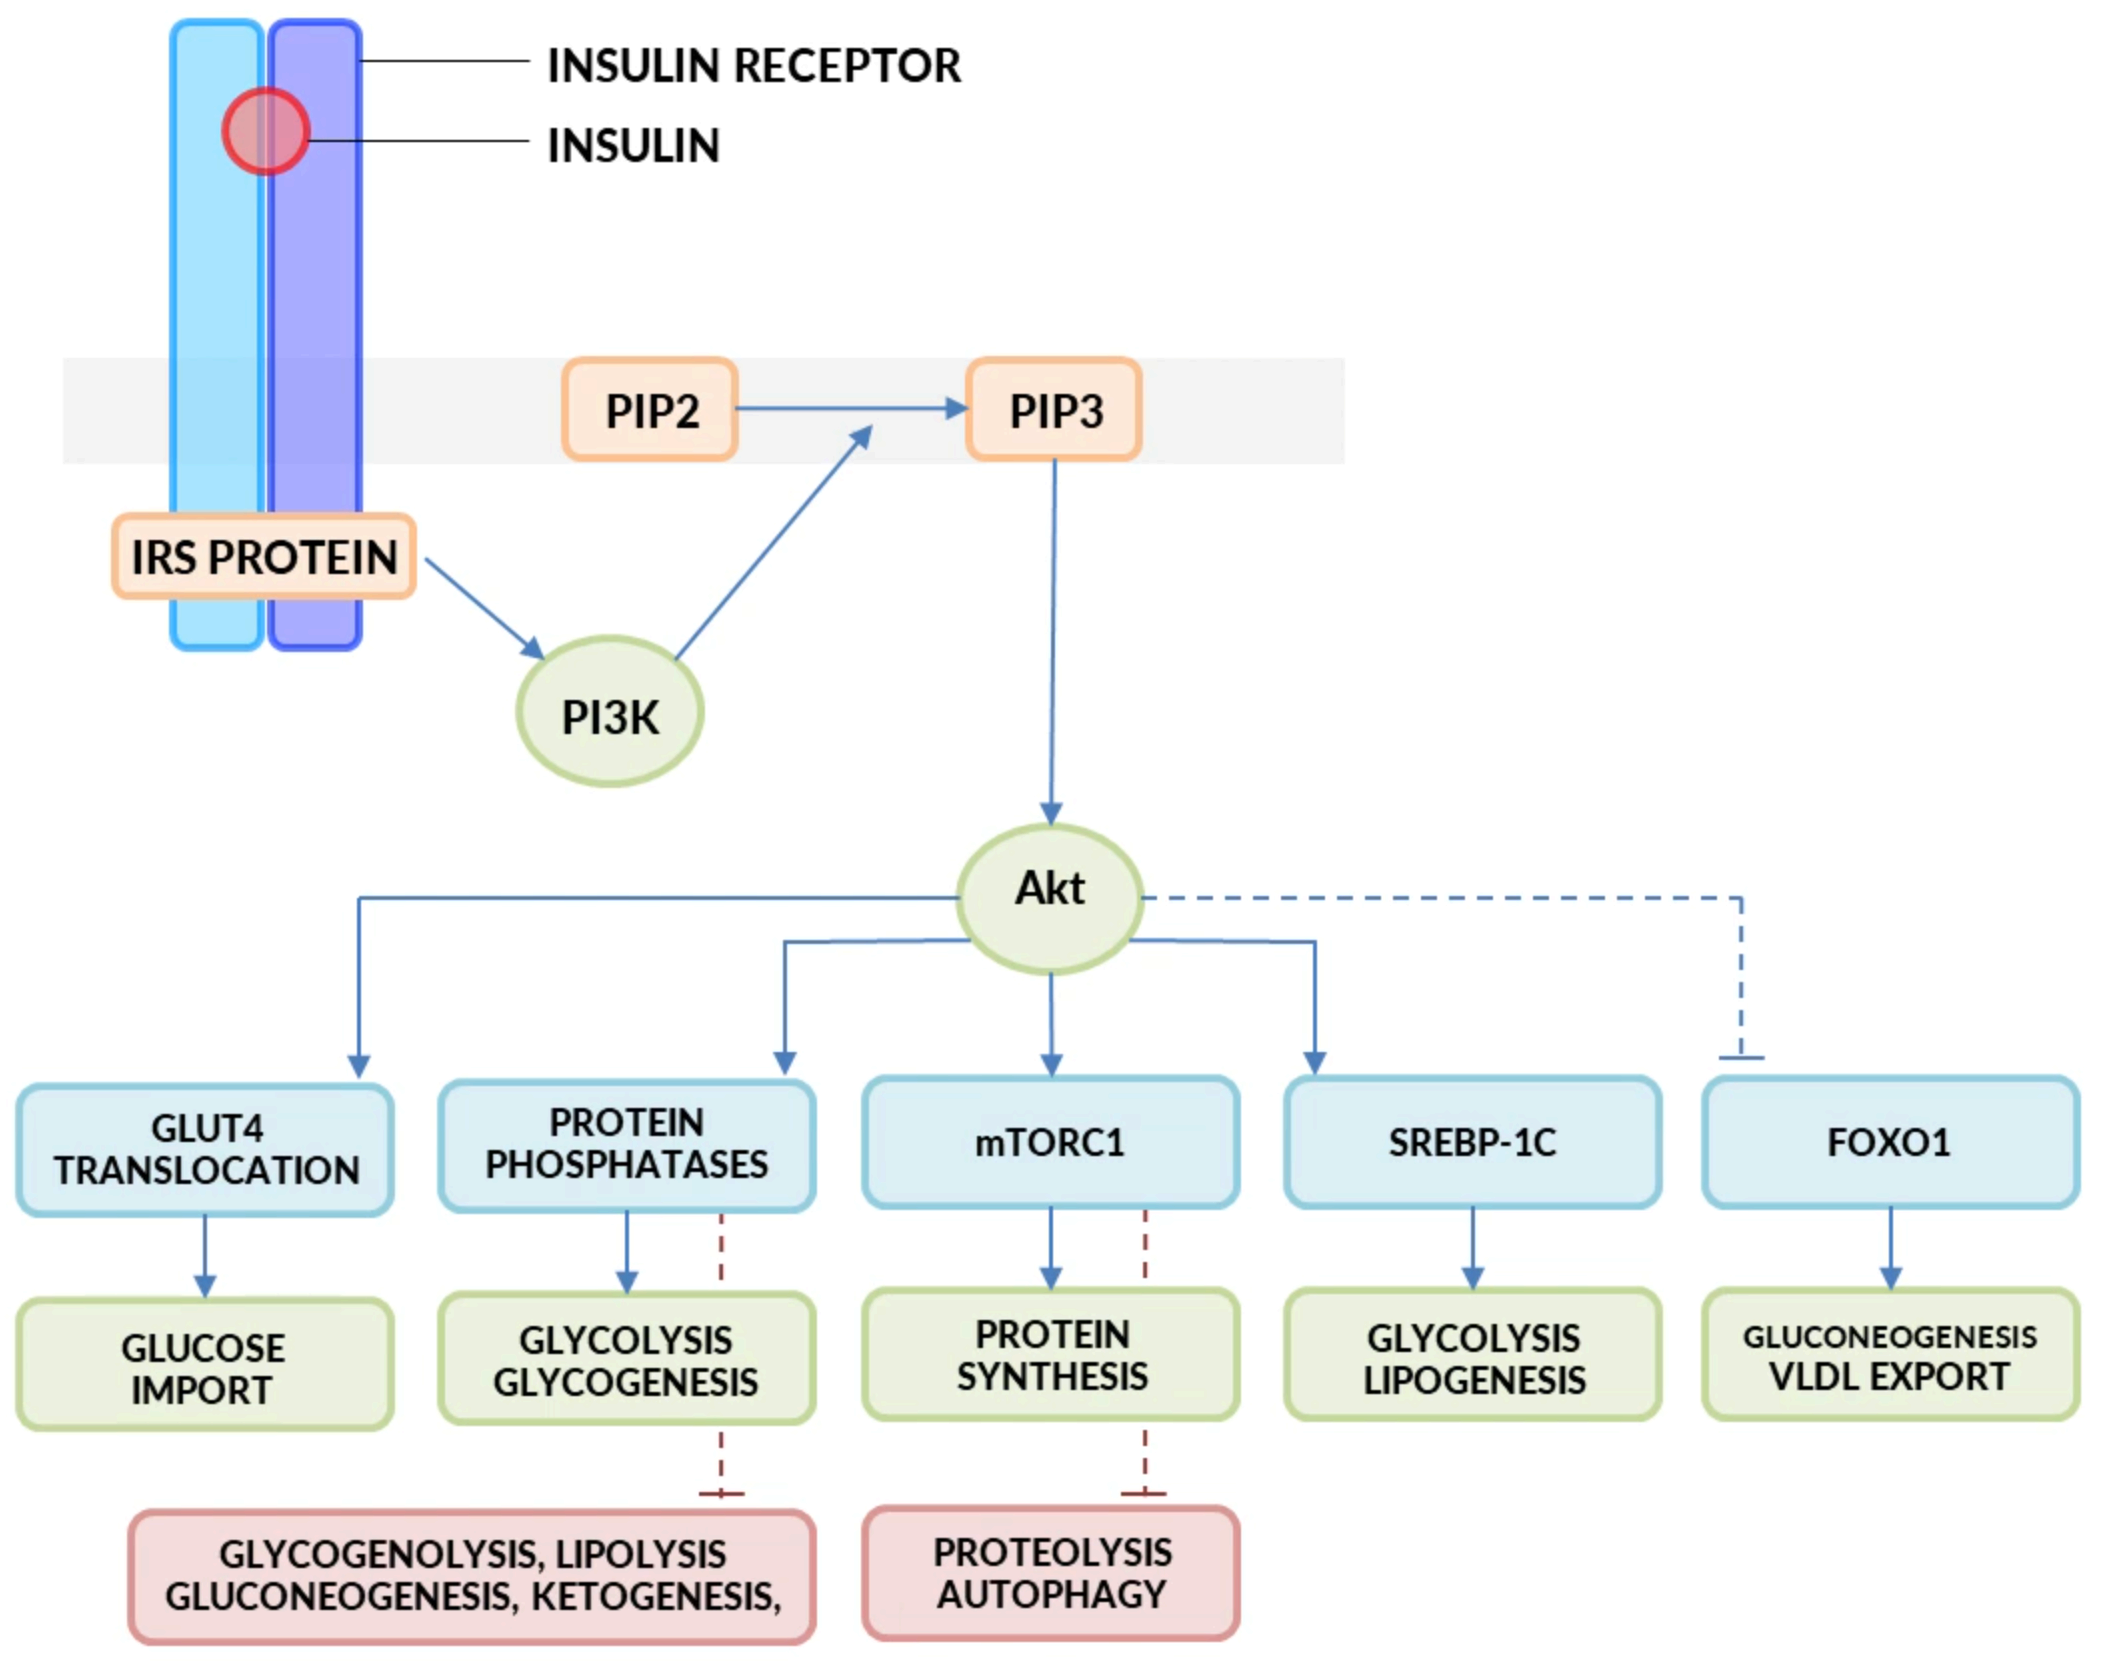 INSULIN RECEPTOR
INSULIN
PIP2
PIP3
IRS PROTEIN
PI3K
Akt
GLUT4
TRANSLOCATION
PROTEIN
PHOSPHATASES
mTORC1
SREBP-1C
FOXO1
GLUCOSE
IMPORT
GLYCOLYSIS
GLYCOGENESIS
PROTEIN
SYNTHESIS
GLYCOLYSIS
LIPOGENESIS
GLUCONEOGENESIS
VLDL EXPORT
GLYCOGENOLYSIS, LIPOLYSIS
GLUCONEOGENESIS, KETOGENESIS,
PROTEOLYSIS
AUTOPHAGY